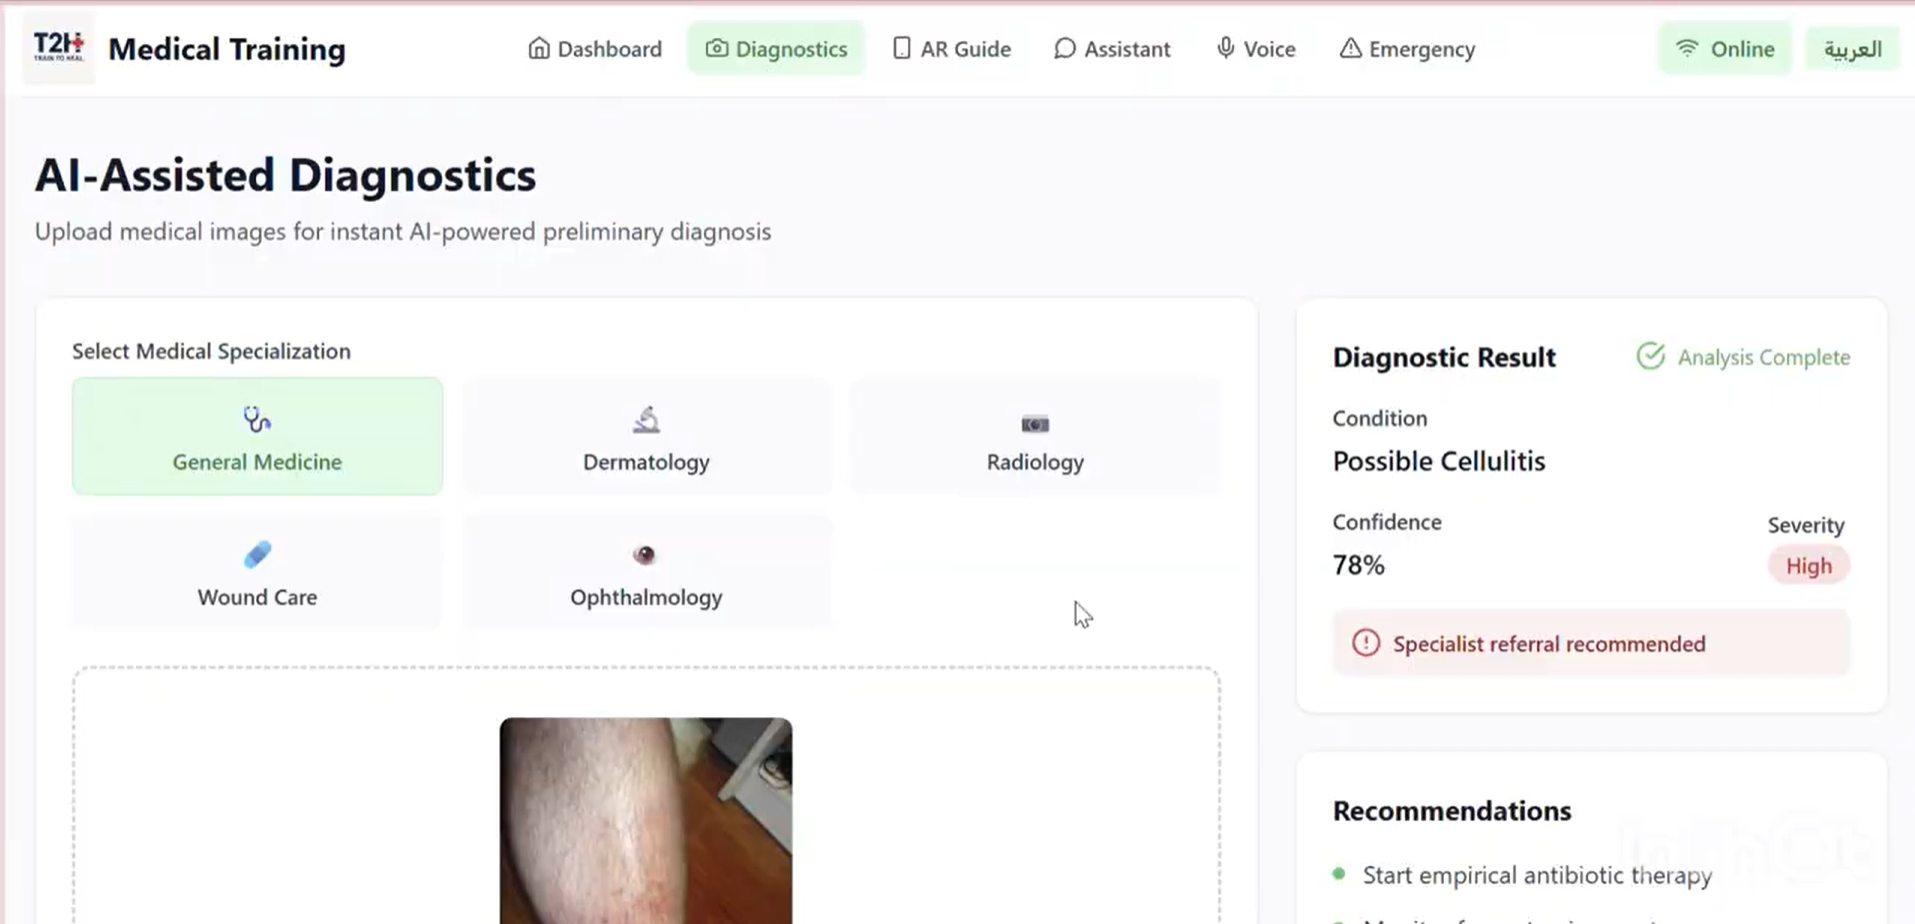 T2H
TRAIN TO HEAL
Medical Training
Dashboard
Diagnostics
AR Guide
Assistant
Voice
Emergency
Online
العربية
AI-Assisted Diagnostics
Upload medical images for instant AI-powered preliminary diagnosis
Select Medical Specialization
General Medicine
Dermatology
Radiology
Wound Care
Ophthalmology
Diagnostic Result
Analysis Complete
Condition
Possible Cellulitis
Confidence
Severity
78%
High
Specialist referral recommended
Recommendations
Start empirical antibiotic therapy